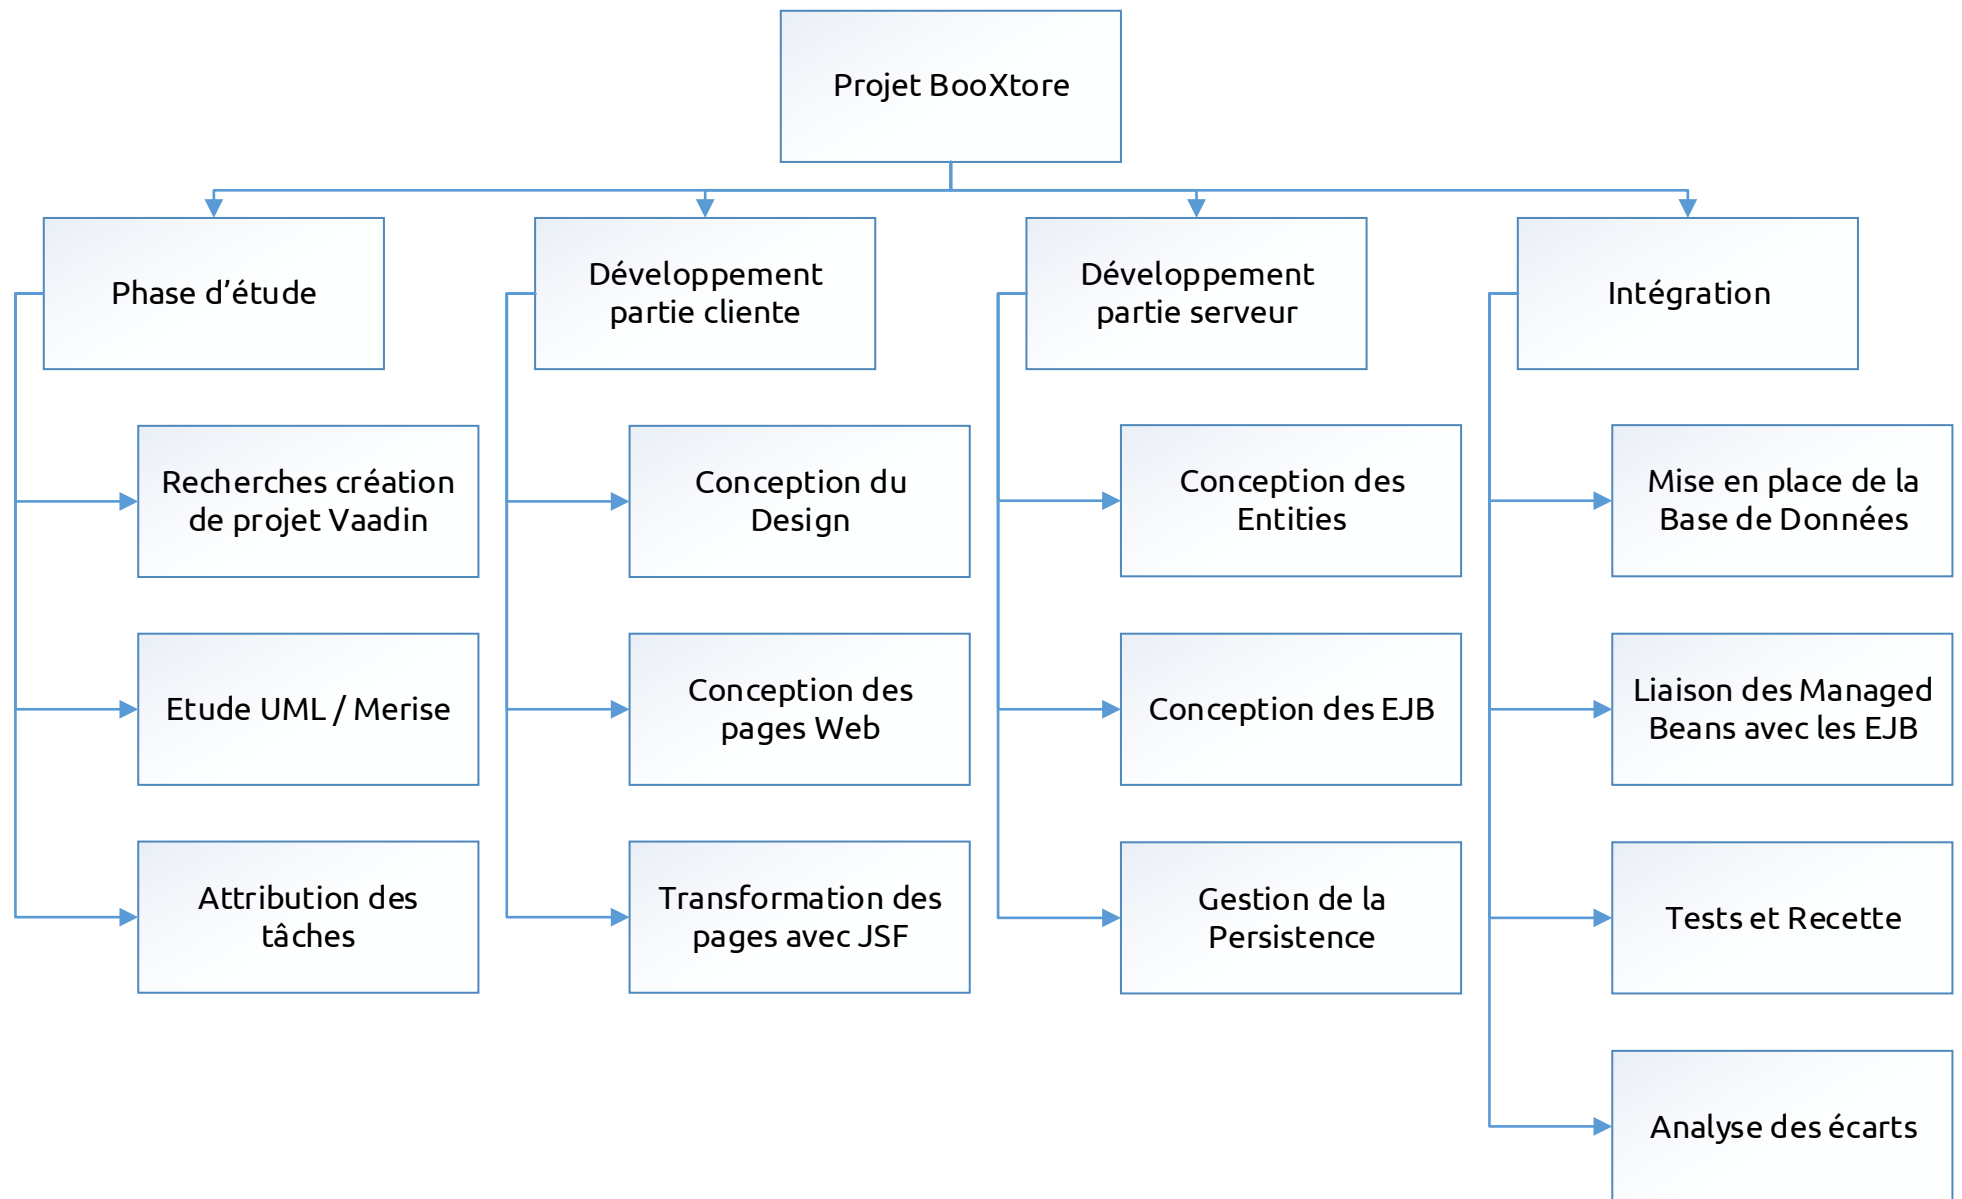 Projet BooXtore
Phase d’étude
Développement
partie cliente
Développement
partie serveur
Intégration
Recherches création
de projet Vaadin
Etude UML / Merise
Attribution des
tâches
Conception du
Design
Conception des
pages Web
Transformation des
pages avec JSF
Conception des
Entities
Conception des EJB
Gestion de la
Persistence
Mise en place de la
Base de Données
Liaison des Managed
Beans avec les EJB
Tests et Recette
Analyse des écarts